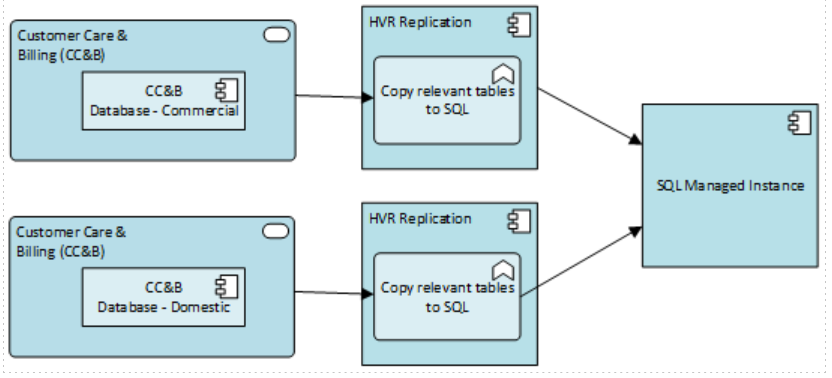 Customer Care &
Billing (CC&B)
CC&B
Database - Commercial
HVR Replication
Copy relevant tables
to SQL
SQL Managed Instance
Customer Care &
Billing (CC&B)
CC&B
Database - Domestic
HVR Replication
Copy relevant tables
to SQL